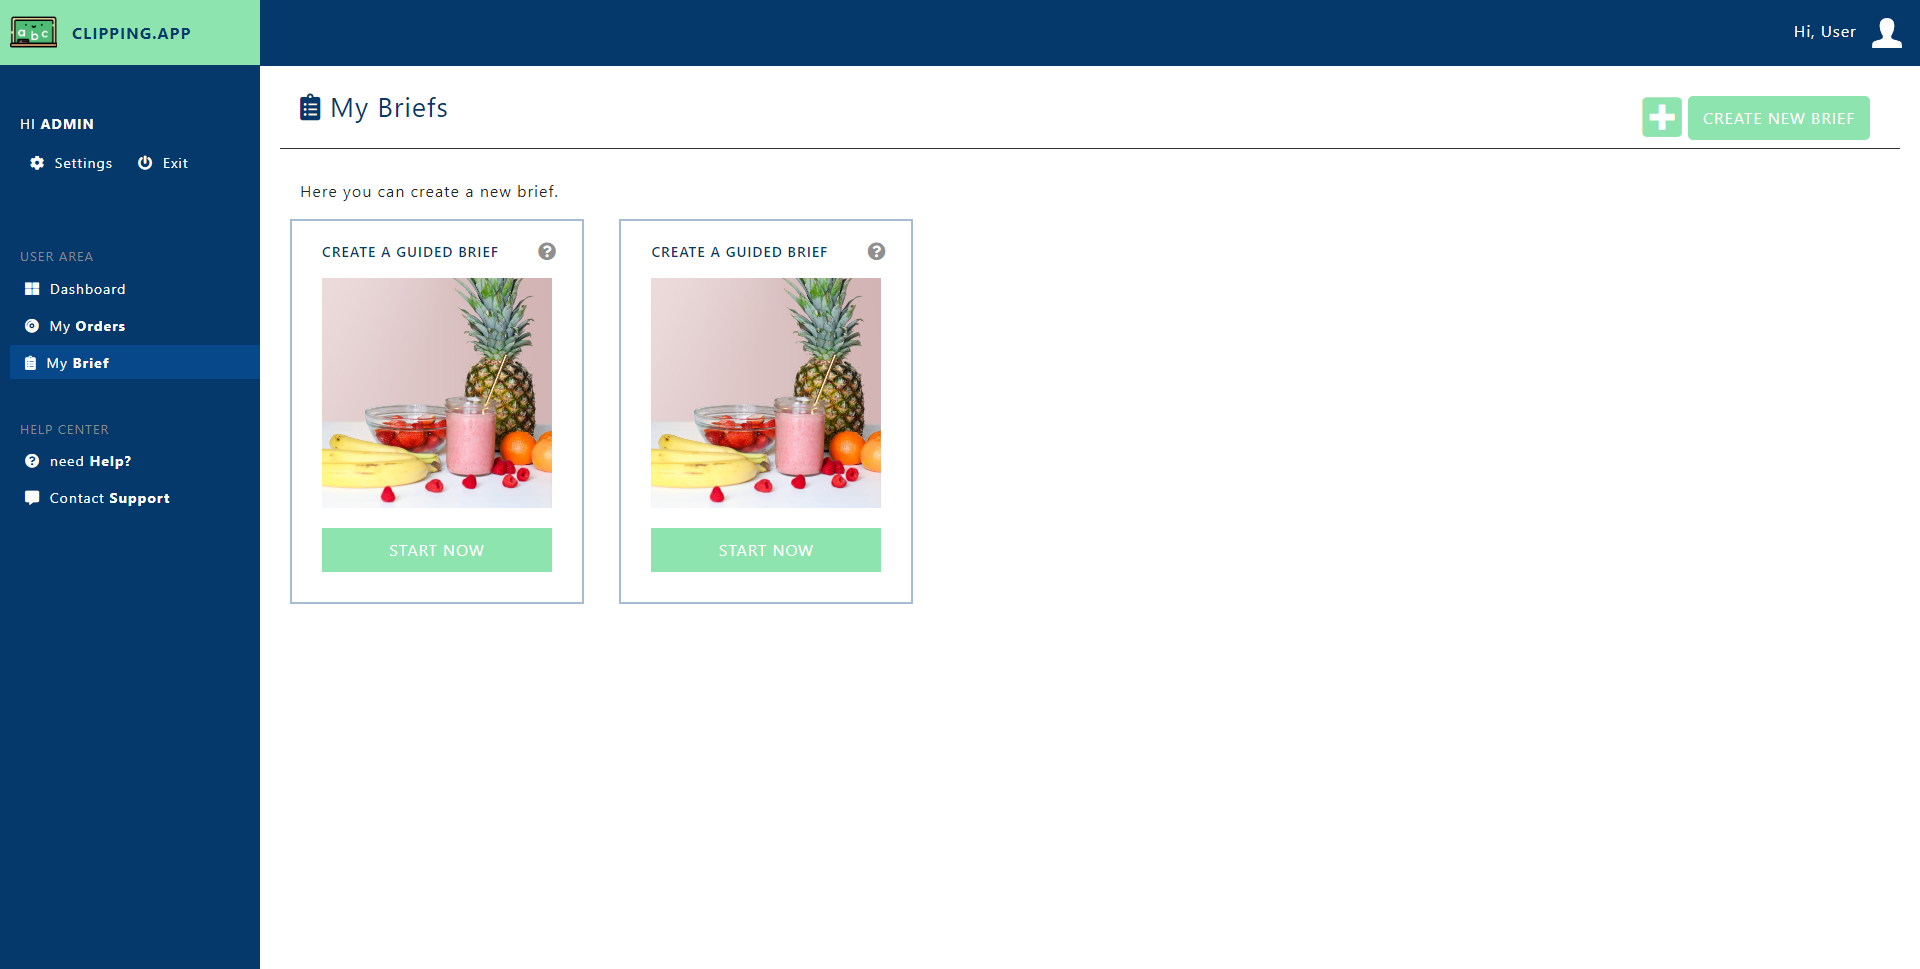 abc
CLIPPING.APP
Hi, User
HI ADMIN
Settings
Exit
USER AREA
Dashboard
My Orders
My Brief
HELP CENTER
need Help?
Contact Support
My Briefs
CREATE NEW BRIEF
Here you can create a new brief.
CREATE A GUIDED BRIEF
START NOW
CREATE A GUIDED BRIEF
START NOW